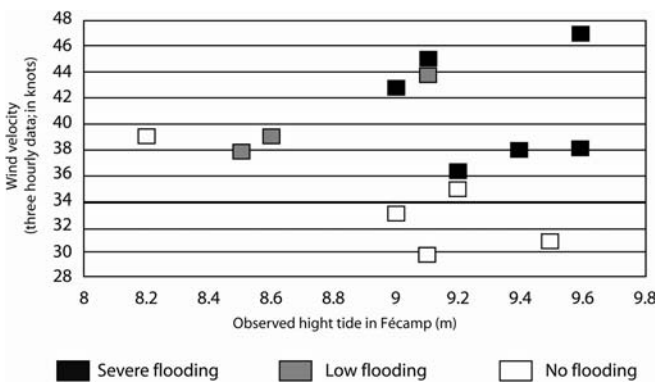 Wind velocity
(three hourly data; in knots)
48
46
44
42
39
38
36
34
32
30
28
8 8.2 8.4 8.6 8.8 9 9.2 9.4 9.6 9.8
Observed hight tide in Fécamp (m)
Severe flooding Low flooding No flooding